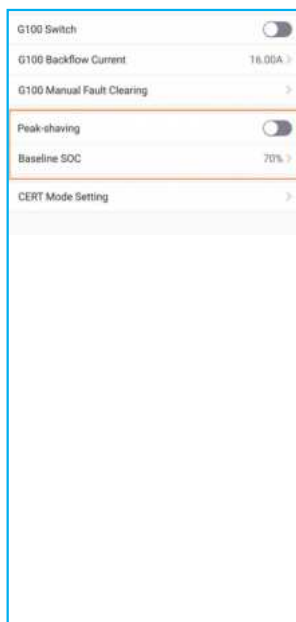 G100 Switch
G100 Backflow Current 16.00A
G100 Manual Fault Clearing
Peak-shaving
Baseline SOC 70%
CERT Mode Setting